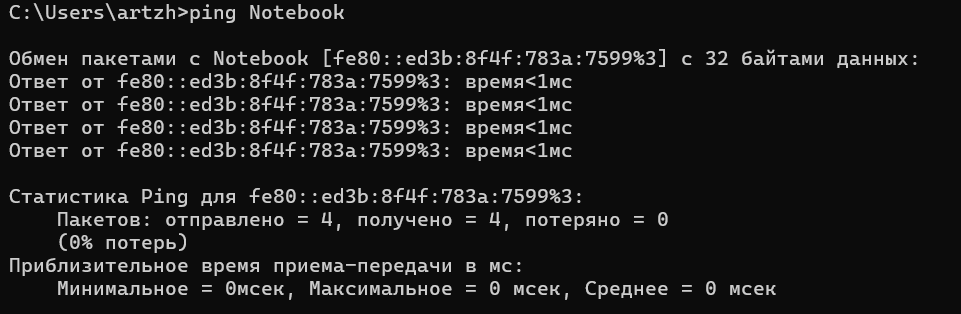 C:\Users\artzh>ping Notebook
Обмен пакетами с Notebook [fe80::ed3b:8f4f:783a:7599%3] с 32 байтами данных:
Ответ от fe80::ed3b:8f4f:783a:7599%3: время<1мс
Ответ от fe80::ed3b:8f4f:783a:7599%3: время<1мс
Ответ от fe80::ed3b:8f4f:783a:7599%3: время<1мс
Ответ от fe80::ed3b:8f4f:783a:7599%3: время<1мс
Статистика Ping для fe80::ed3b:8f4f:783a:7599%3:
    Пакетов: отправлено = 4, получено = 4, потеряно = 0
    (0% потерь)
Приблизительное время приема-передачи в мс:
    Минимальное = 0мсек, Максимальное = 0 мсек, Среднее = 0 мсек